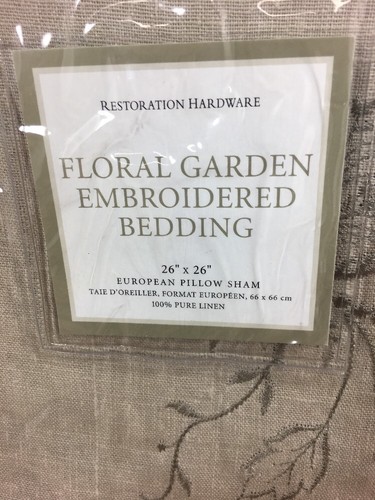 RESTORATION HARDWARE
FLORAL GARDEN
EMBROIDERED
BEDDING
26" x 26"
EUROPEAN PILLOW SHAM
TAIE D'OREILLER, FORMAT EUROPÉEN, 66 x 66 cm
100% PURE LINEN